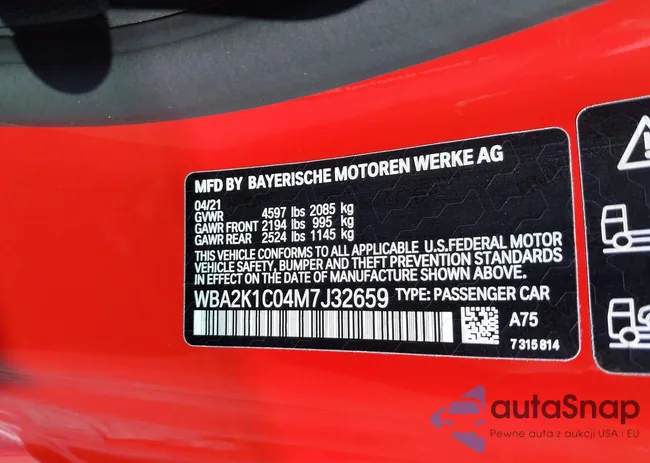 MFD BY BAYERISCHE MOTOREN WERKE AG
04/21
GVWR 4597 lbs 2085 kg
GAWR FRONT 2194 lbs 995 kg
GAWR REAR 2524 lbs 1145 kg
THIS VEHICLE CONFORMS TO ALL APPLICABLE U.S.FEDERAL MOTOR
VEHICLE SAFETY, BUMPER AND THEFT PREVENTION STANDARDS
IN EFFECT ON THE DATE OF MANUFACTURE SHOWN ABOVE.
WBA2K1C04M7J32659 TYPE: PASSENGER CAR
A75
7 315 814
autaSnap
Pewne auta z aukcji USA i EU